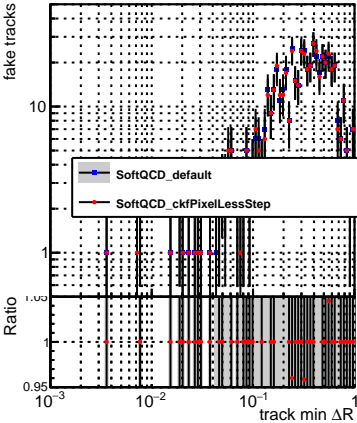 fake tracks
10
1
SoftQCD_default
SoftQCD_ckfPixelLessStep
Ratio
1.05
1
0.95
10⁻³
10⁻²
10⁻¹
1
track min ΔR